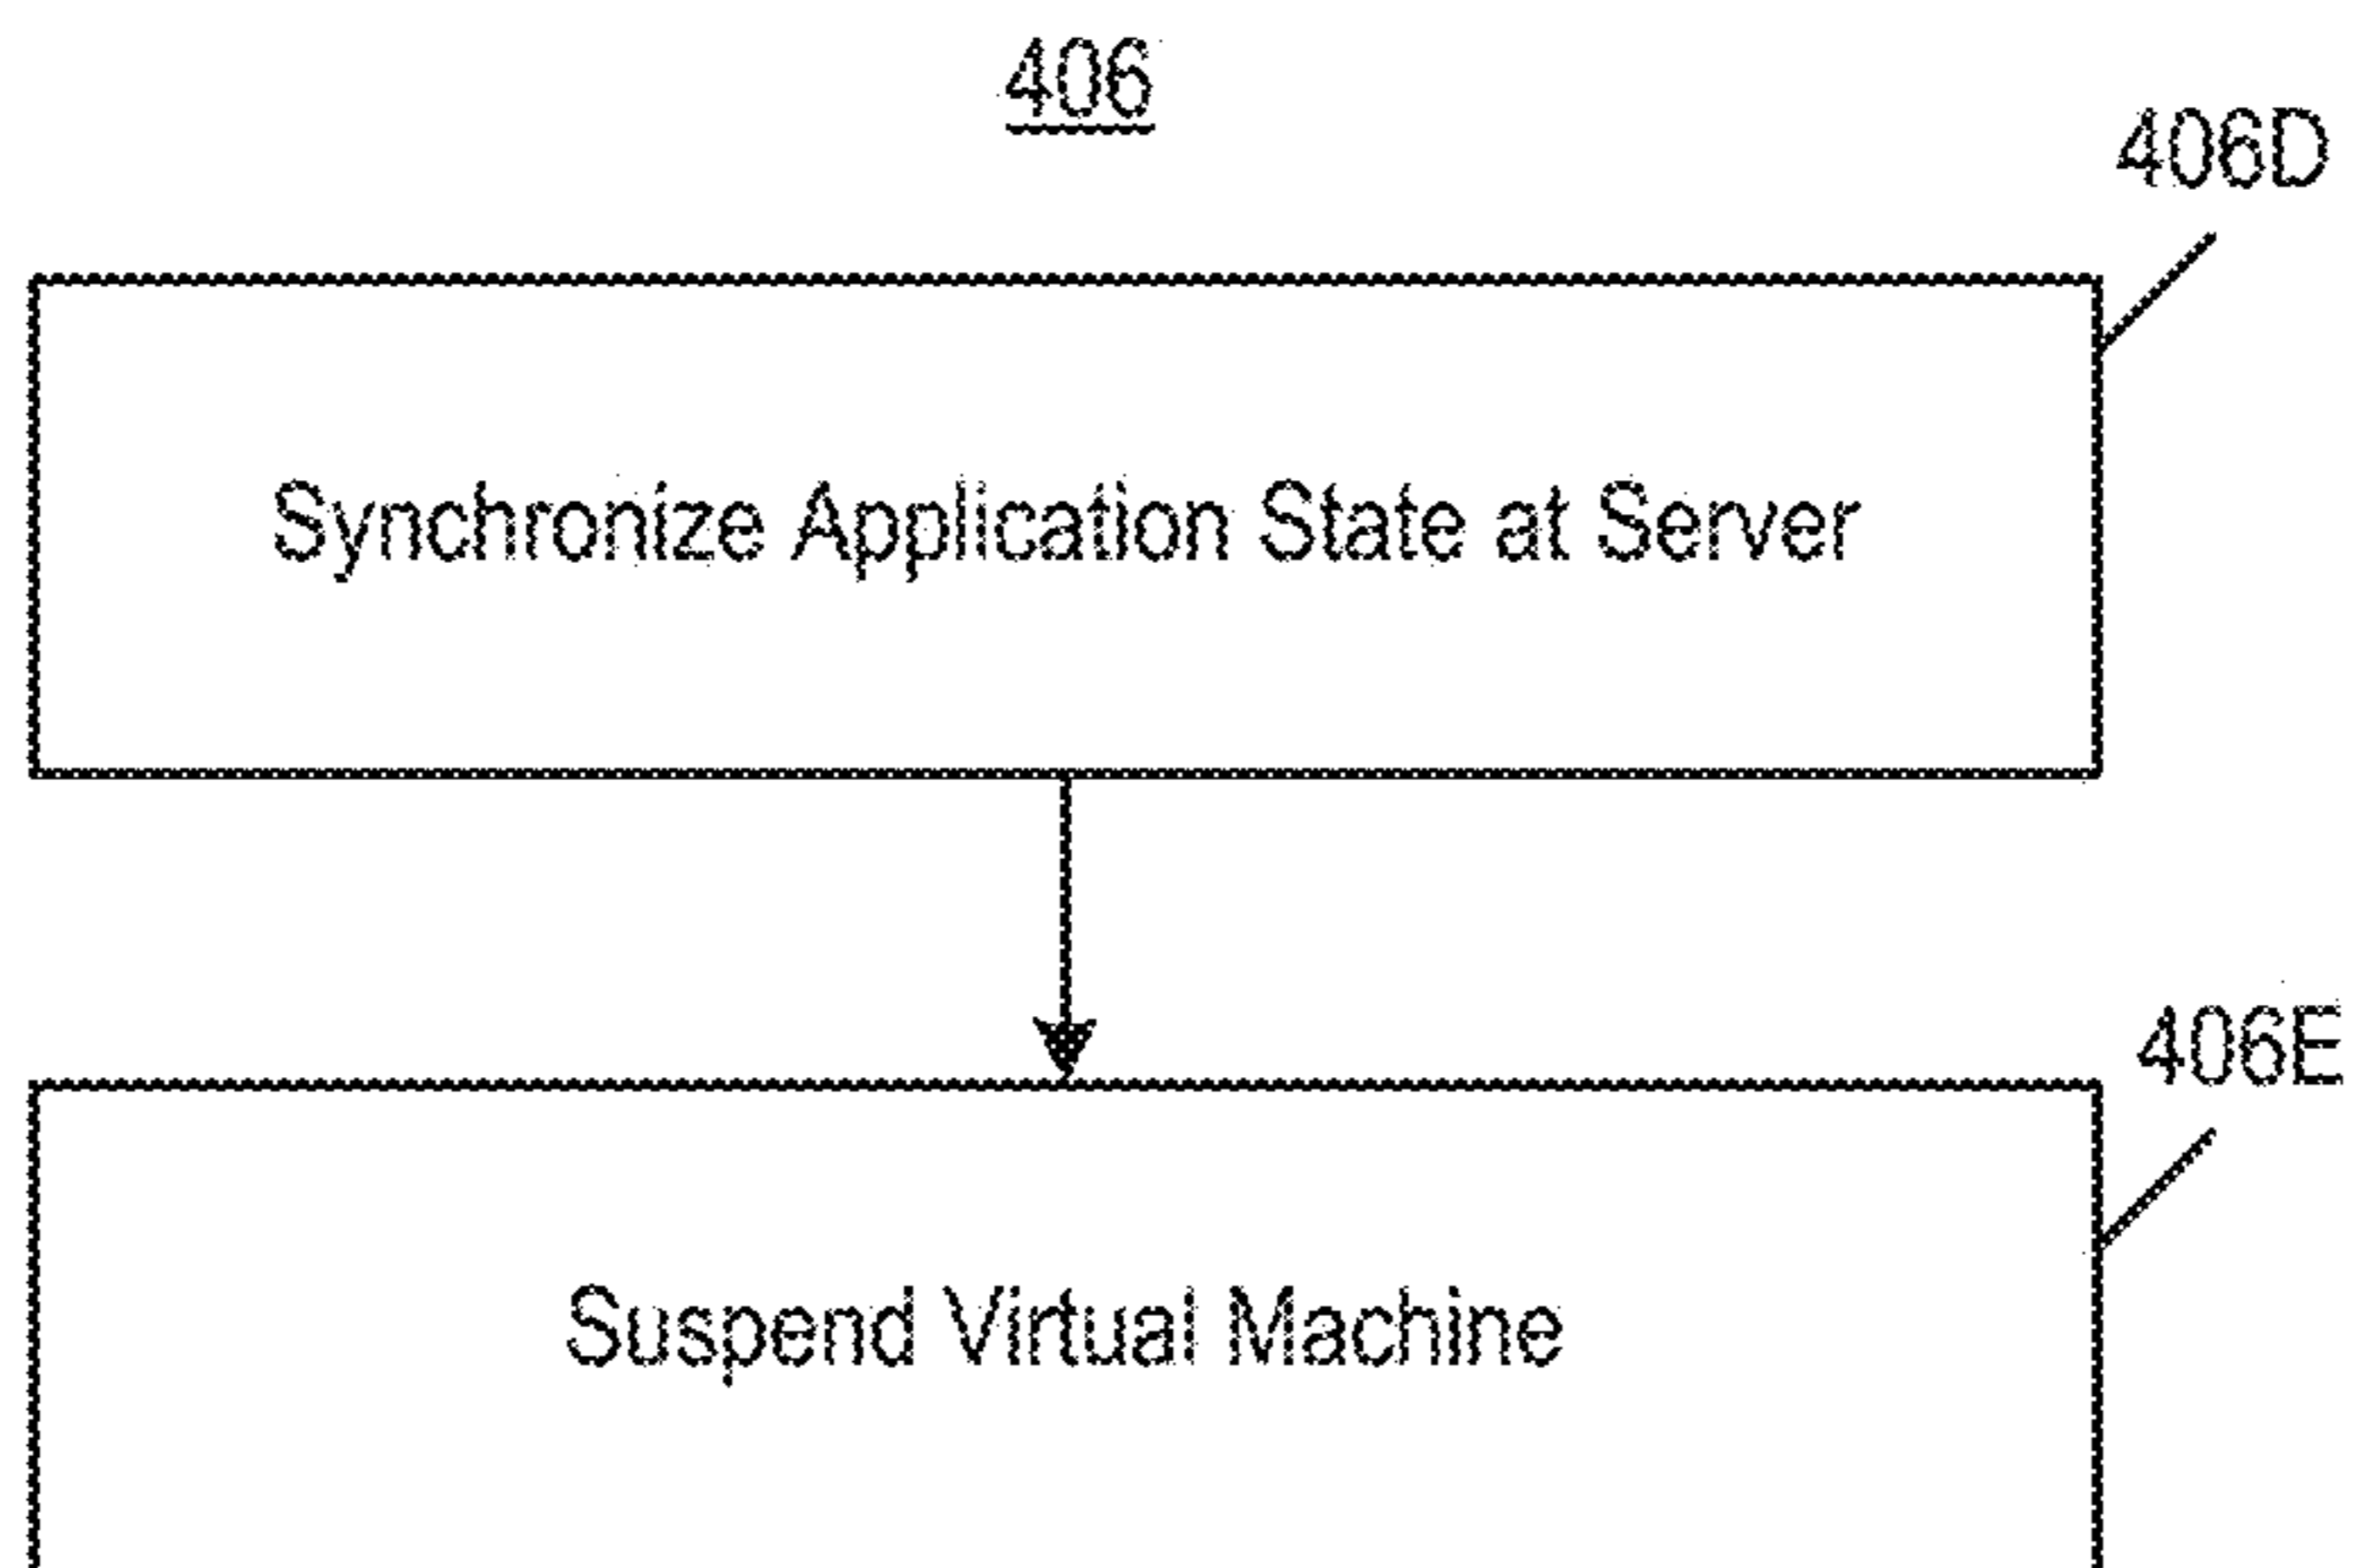 406
406D
Synchronize Application State at Server
406E
Suspend Virtual Machine